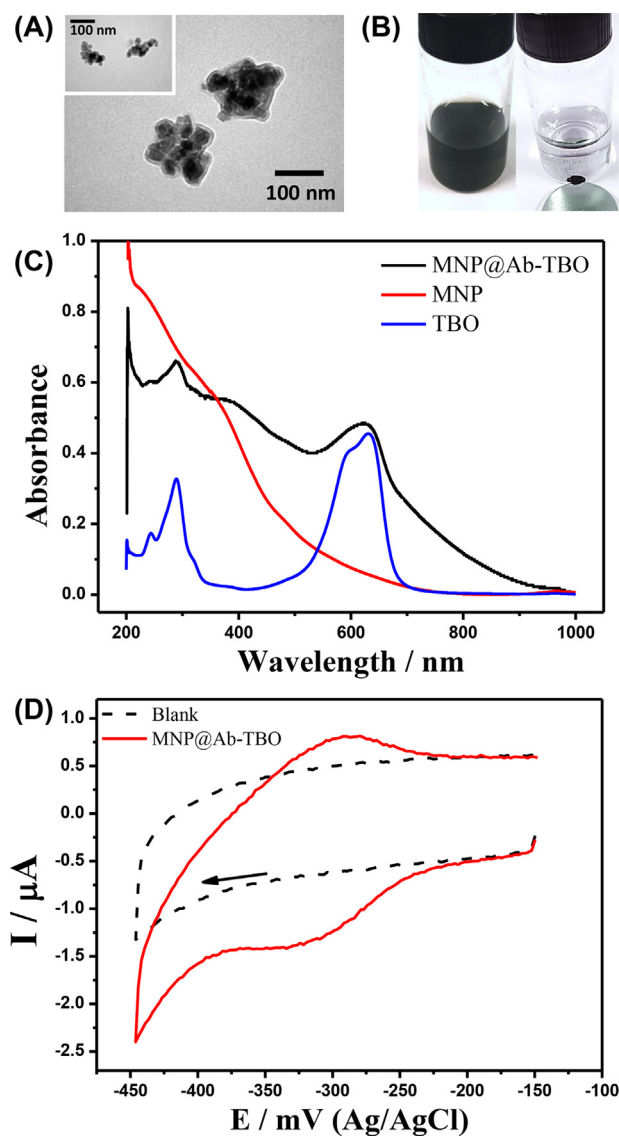 (A)
100 nm
100 nm
(B)
(C)
MNP@Ab-TBO
MNP
TBO
Absorbance
1.0
0.8
0.6
0.4
0.2
0.0
200 400 600 800 1000
Wavelength / nm
(D)
Blank
MNP@Ab-TBO
I / μA
1.0
0.5
0.0
-0.5
-1.0
-1.5
-2.0
-2.5
-450 -400 -350 -300 -250 -200 -150 -100
E / mV (Ag/AgCl)